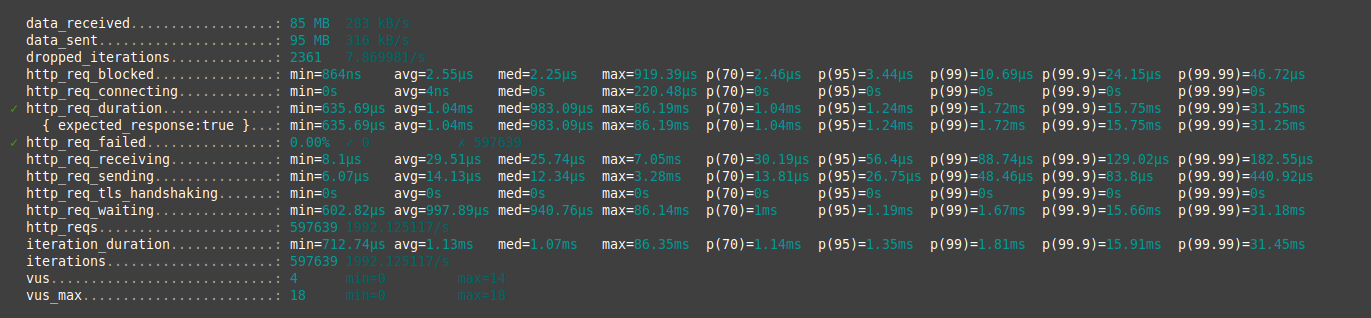 data_received..................: 85 MB 283 kB/s
data_sent......................: 95 MB 316 kB/s
dropped_iterations.............: 2361 7.869981/s
http_req_blocked...............: min=864ns avg=2.55µs med=2.25µs max=919.39µs p(70)=2.46µs p(95)=3.44µs p(99)=10.69µs p(99.9)=24.15µs p(99.99)=46.72µs
http_req_connecting............: min=0s avg=4ns med=0s max=220.48µs p(70)=0s p(95)=0s p(99)=0s p(99.9)=0s p(99.99)=0s
✓ http_req_duration..............: min=635.69µs avg=1.04ms med=983.09µs max=86.19ms p(70)=1.04ms p(95)=1.24ms p(99)=1.72ms p(99.9)=15.75ms p(99.99)=31.25ms
{ expected_response:true }...: min=635.69µs avg=1.04ms med=983.09µs max=86.19ms p(70)=1.04ms p(95)=1.24ms p(99)=1.72ms p(99.9)=15.75ms p(99.99)=31.25ms
✓ http_req_failed................: 0.00% ✓ 0 ✗ 597639
http_req_receiving.............: min=8.1µs avg=29.51µs med=25.74µs max=7.05ms p(70)=30.19µs p(95)=56.4µs p(99)=88.74µs p(99.9)=129.02µs p(99.99)=182.55µs
http_req_sending...............: min=6.07µs avg=14.13µs med=12.34µs max=3.28ms p(70)=13.81µs p(95)=26.75µs p(99)=48.46µs p(99.9)=83.8µs p(99.99)=440.92µs
http_req_tls_handshaking.......: min=0s avg=0s med=0s max=0s p(70)=0s p(95)=0s p(99)=0s p(99.9)=0s p(99.99)=0s
http_req_waiting...............: min=602.82µs avg=997.89µs med=940.76µs max=86.14ms p(70)=1ms p(95)=1.19ms p(99)=1.67ms p(99.9)=15.66ms p(99.99)=31.18ms
http_reqs......................: 597639 1992.125117/s
iteration_duration.............: min=712.74µs avg=1.13ms med=1.07ms max=86.35ms p(70)=1.14ms p(95)=1.35ms p(99)=1.81ms p(99.9)=15.91ms p(99.99)=31.45ms
iterations.....................: 597639 1992.125117/s
vus............................: 4 min=0 max=14
vus_max........................: 18 min=0 max=18